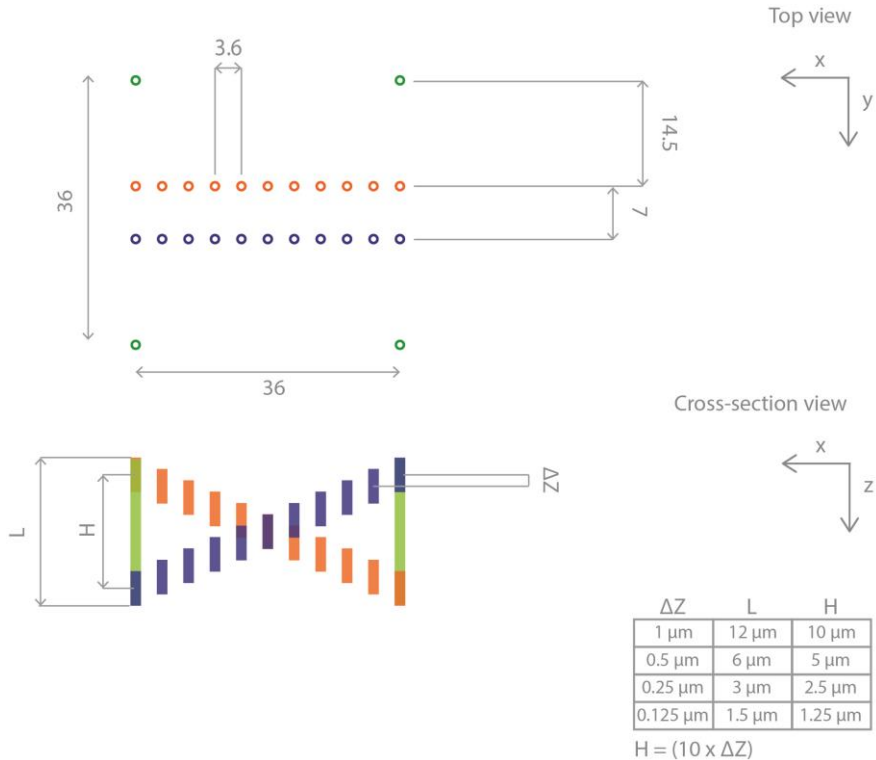 Top view
3.6
x
y
14.5
36
7
36
Cross-section view
x
z
ΔZ
L
H
ΔZ L H
1 µm 12 µm 10 µm
0.5 µm 6 µm 5 µm
0.25 µm 3 µm 2.5 µm
0.125 µm 1.5 µm 1.25 µm
H = (10 x ΔZ)